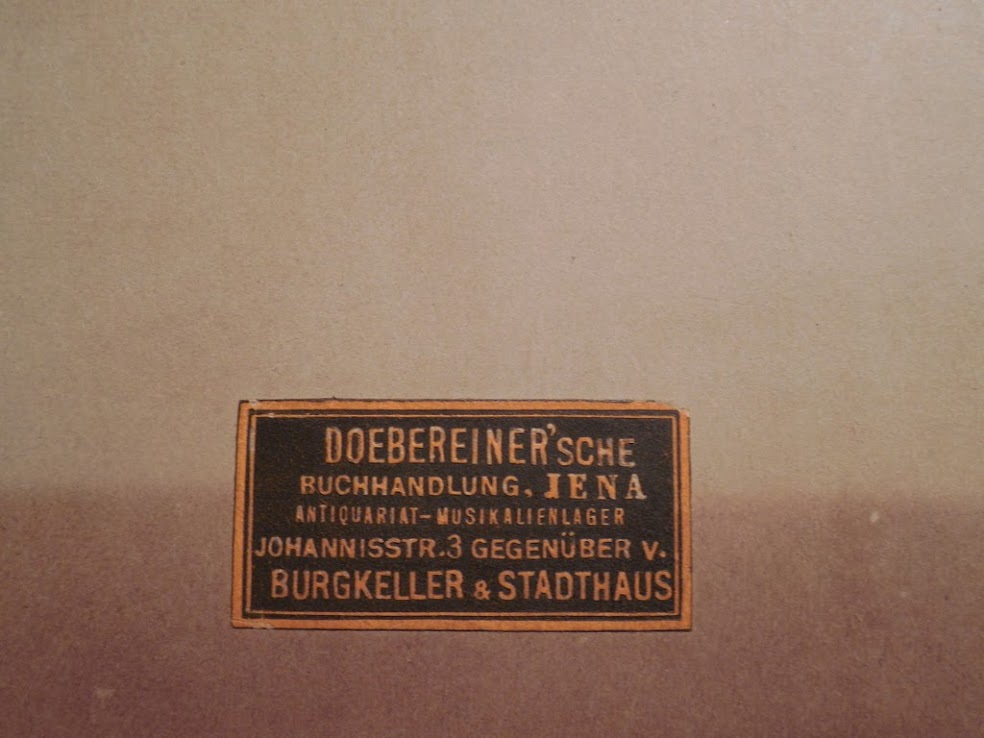 DOEBEREINER'SCHE
BUCHHANDLUNG, JENA
ANTIQUARIAT-MUSIKALIENLAGER
JOHANNISSTR.3 GEGENÜBER V.
BURGKELLER & STADTHAUS